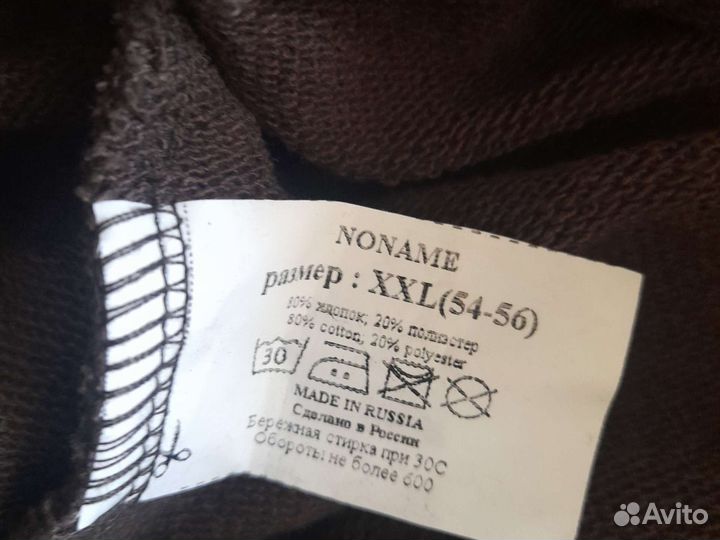 NONAME
размер : XXL(54-56)
80% хлопок, 20% полиэстер
80% cotton, 20% polyester
30
MADE IN RUSSIA
Сделано в России
Бережная стирка при 30С
Обороты не более 600
Avito